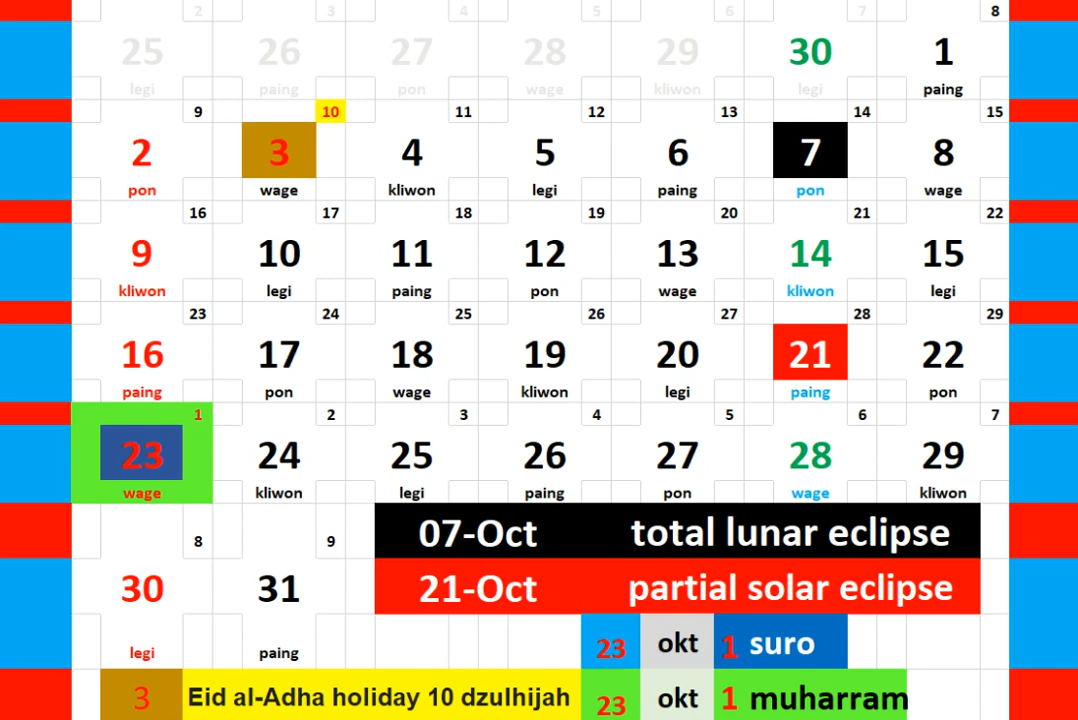 2 3 4 5 6 7 8
25 26 27 28 29 30 1
legi paing pon wage kliwon legi paing
9 10 11 12 13 14 15
2 3 4 5 6 7 8
pon wage kliwon legi paing pon wage
16 17 18 19 20 21 22
9 10 11 12 13 14 15
kliwon legi paing pon wage kliwon legi
23 24 25 26 27 28 29
16 17 18 19 20 21 22
paing pon wage kliwon legi paing pon
1 2 3 4 5 6 7
23 24 25 26 27 28 29
wage kliwon legi paing pon wage kliwon
07-Oct total lunar eclipse
8 9
30 31 21-Oct partial solar eclipse
legi paing 23 okt 1 suro
3 Eid al-Adha holiday 10 dzulhijah 23 okt 1 muharram